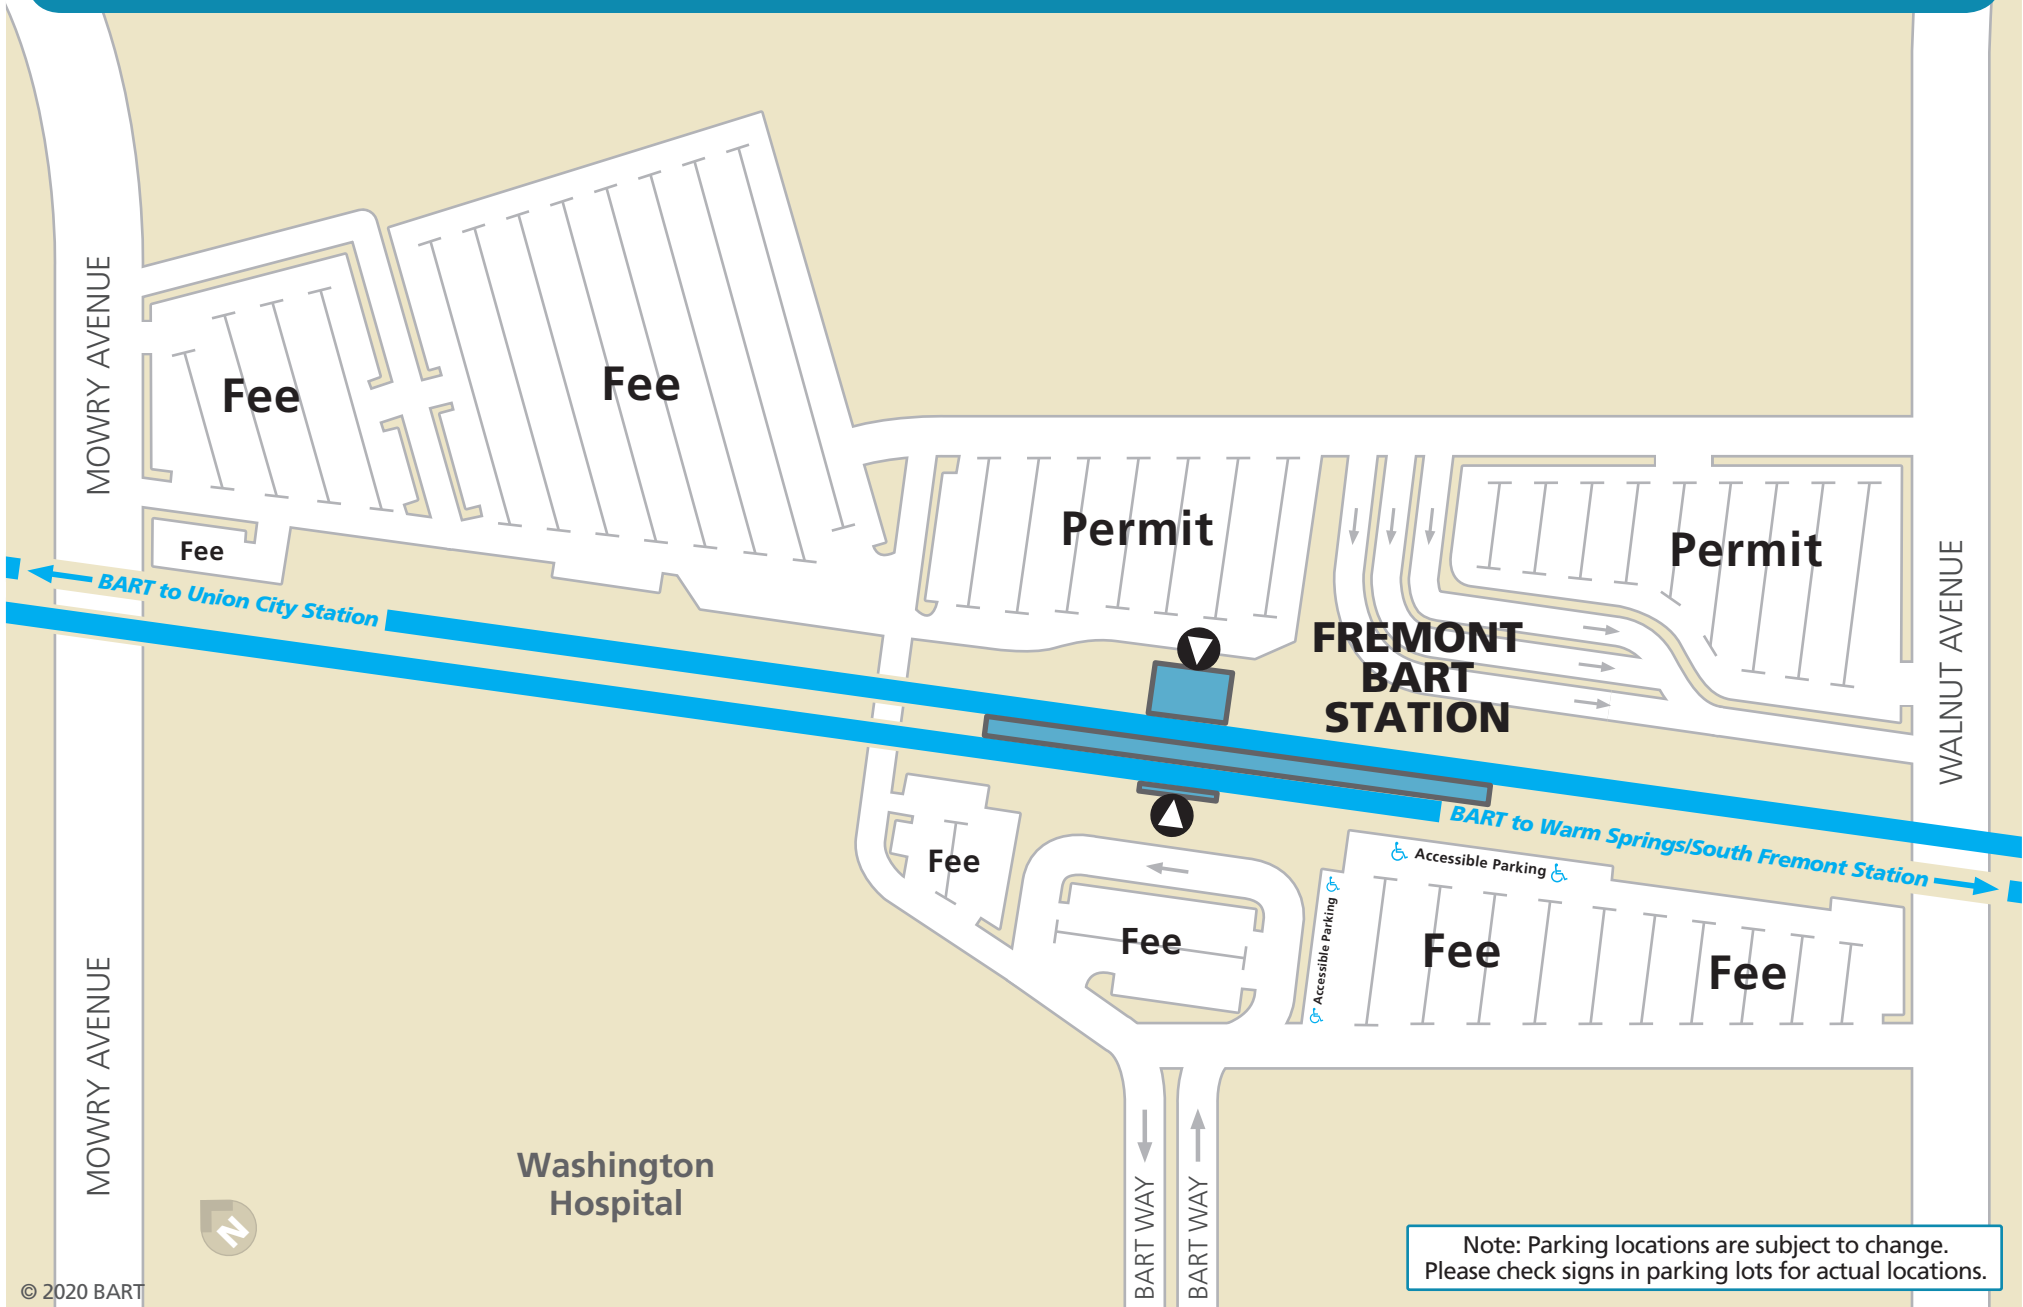 MOWRY AVENUE
Fee
Fee
Fee
Permit
Permit
WALNUT AVENUE
BART to Union City Station
FREMONT
BART
STATION
BART to Warm Springs/South Fremont Station
Accessible Parking
Accessible Parking
Fee
Fee
Fee
Fee
MOWRY AVENUE
Washington
Hospital
BART WAY
BART WAY
N
Note: Parking locations are subject to change.
Please check signs in parking lots for actual locations.
© 2020 BART